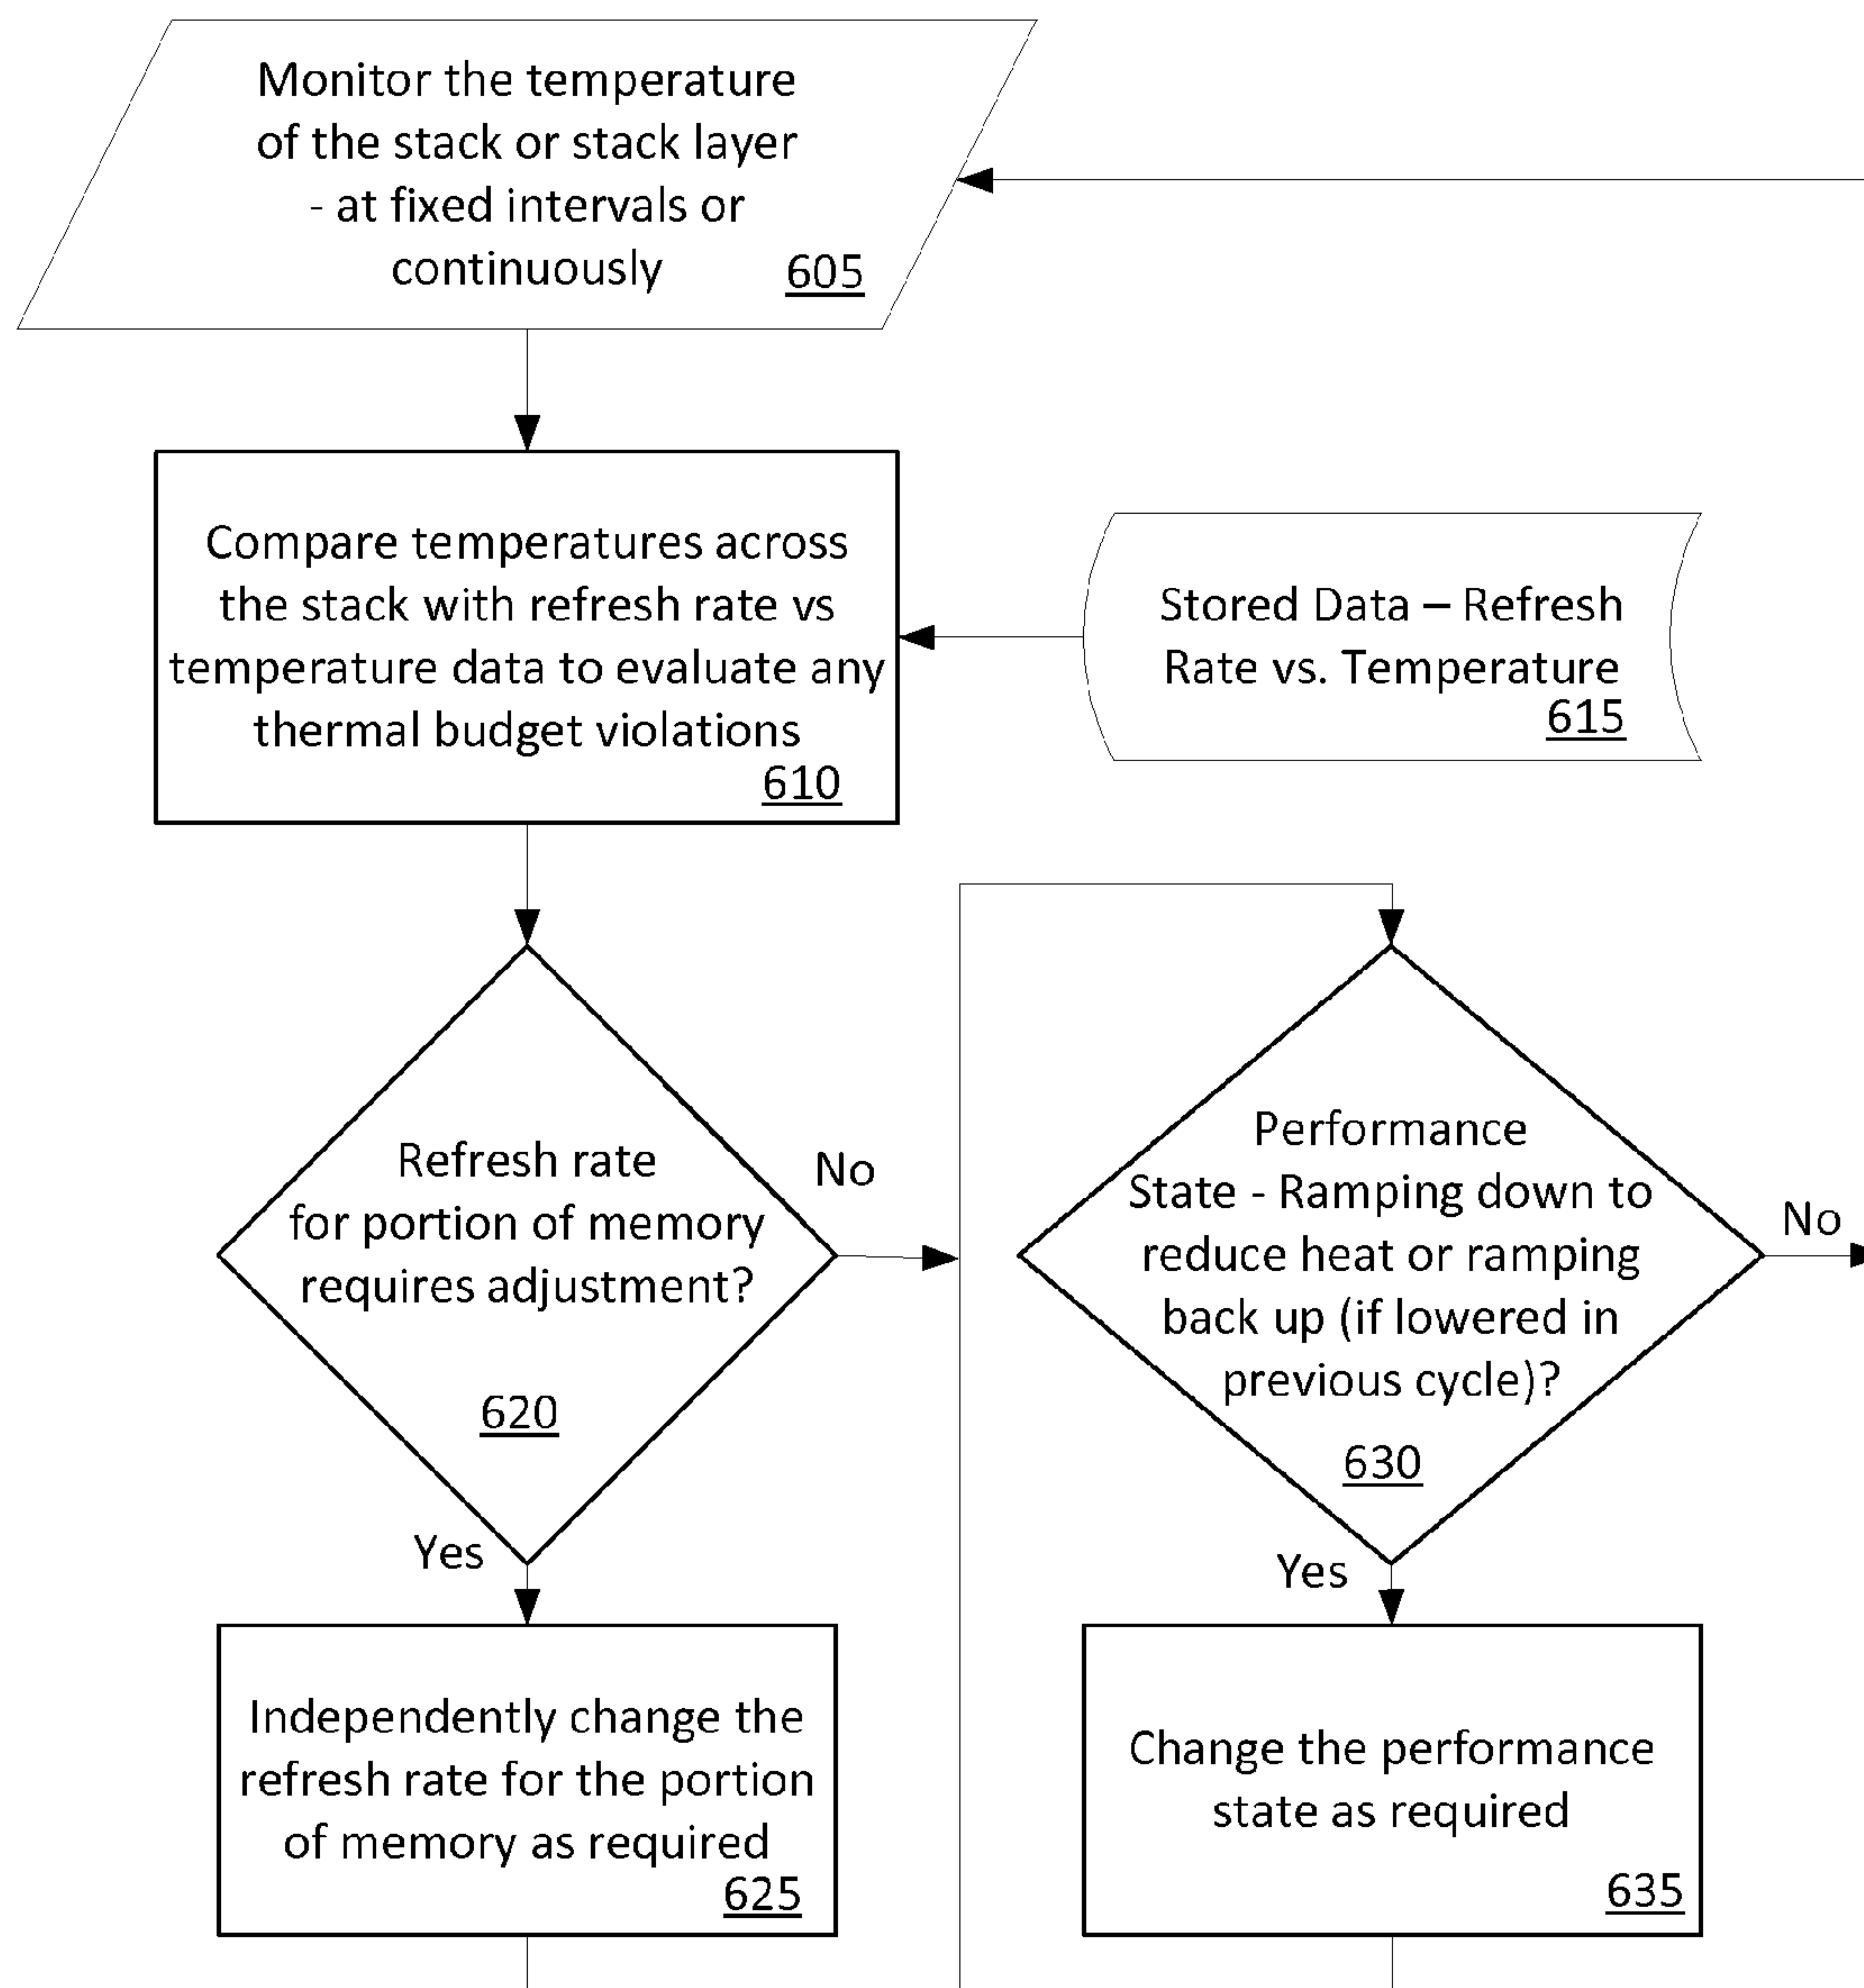 Monitor the temperature
of the stack or stack layer
- at fixed intervals or
continuously
605
Compare temperatures across
the stack with refresh rate vs
temperature data to evaluate any
thermal budget violations
610
Stored Data – Refresh
Rate vs. Temperature
615
Refresh rate
for portion of memory
requires adjustment?
620
No
Yes
Performance
State - Ramping down to
reduce heat or ramping
back up (if lowered in
previous cycle)?
630
No
Yes
Independently change the
refresh rate for the portion
of memory as required
625
Change the performance
state as required
635